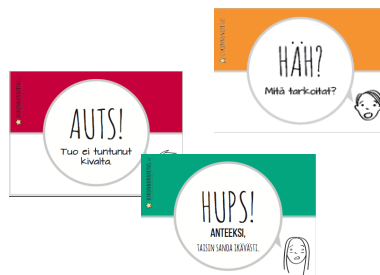 HÄH?
Mitä tarkoitat?
AUTS!
Tuo ei tuntunut
kivalta
HUPS!
ANTEEKSI,
TAISIN SANOA IKÄVÄSTI.